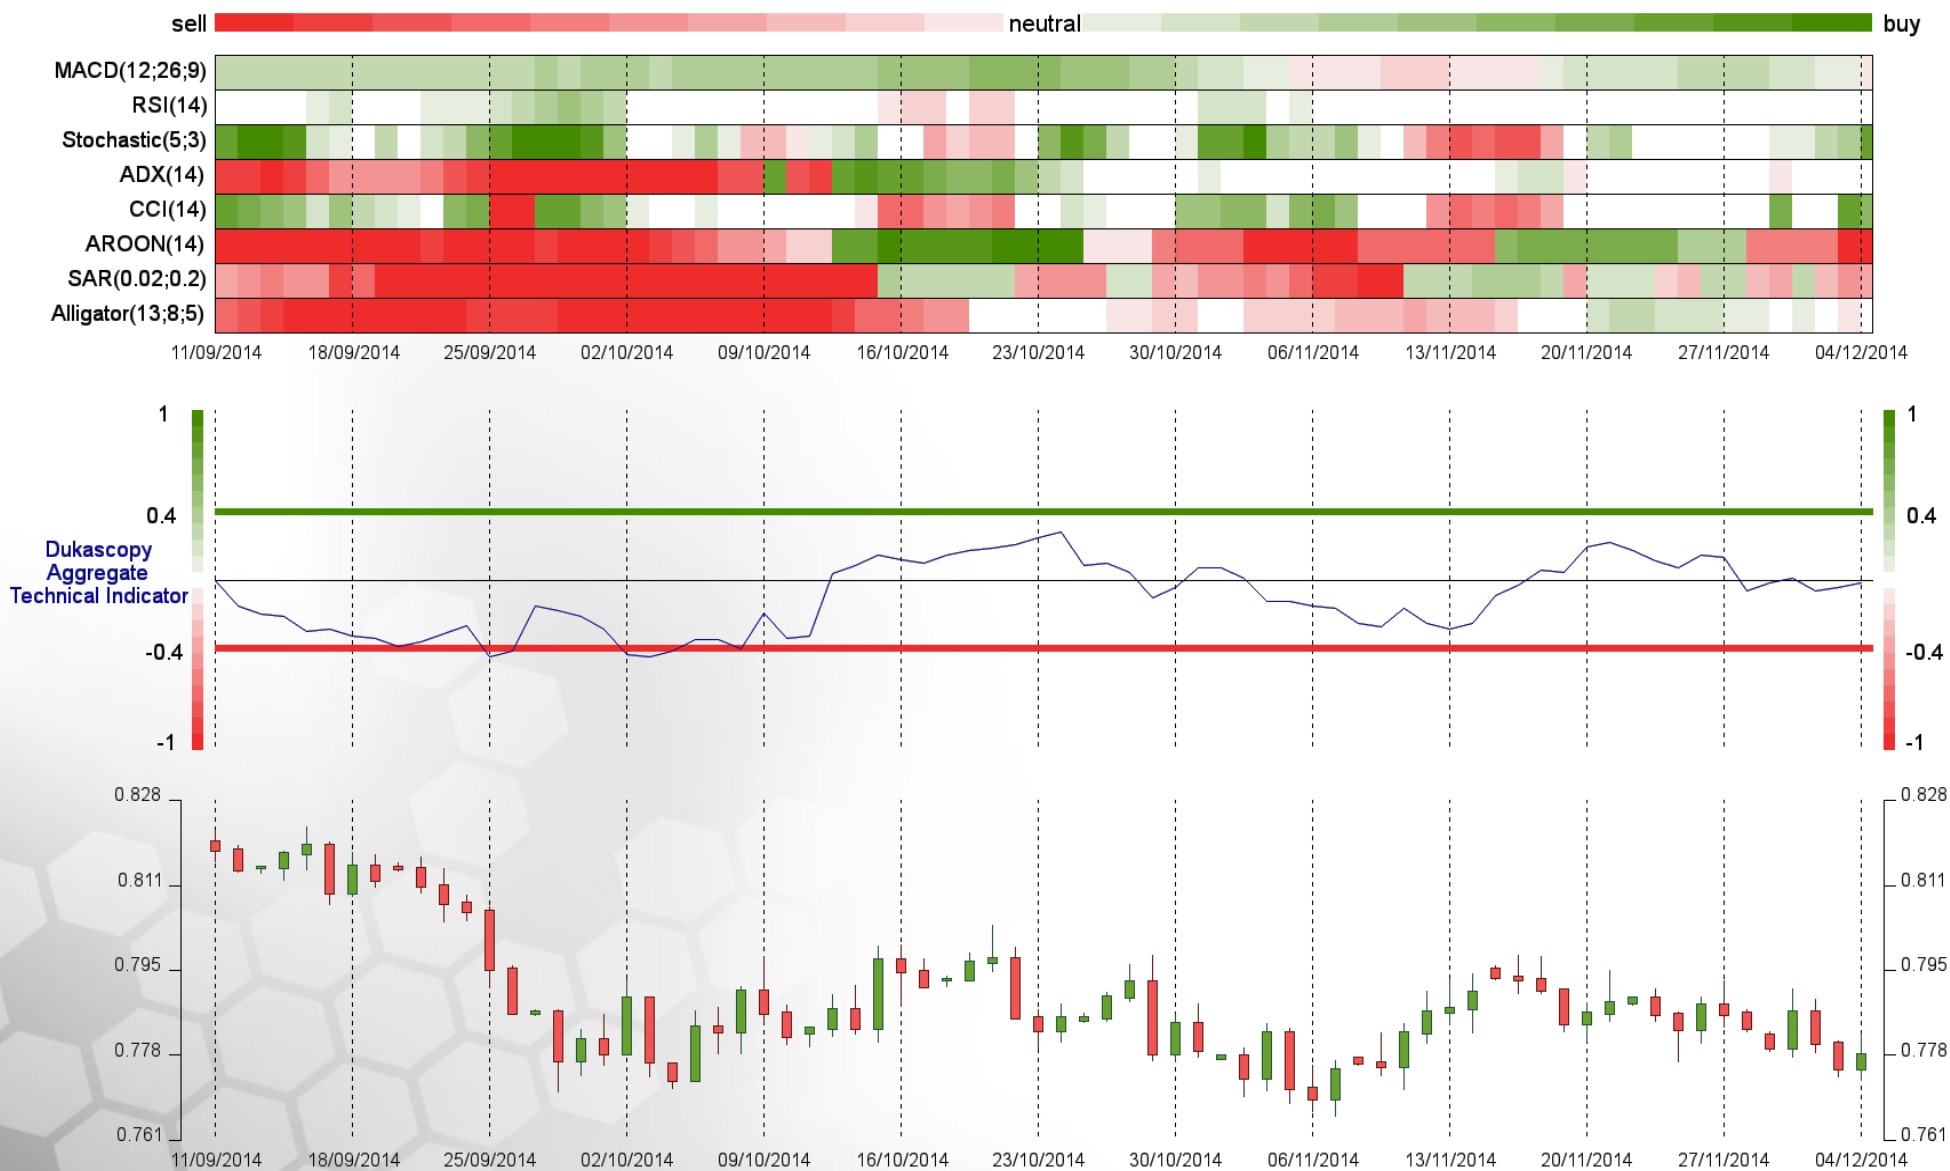 sell neutral buy
MACD(12;26;9)
RSI(14)
Stochastic(5;3)
ADX(14)
CCI(14)
AROON(14)
SAR(0.02;0.2)
Alligator(13;8;5)
11/09/2014 18/09/2014 25/09/2014 02/10/2014 09/10/2014 16/10/2014 23/10/2014 30/10/2014 06/11/2014 13/11/2014 20/11/2014 27/11/2014 04/12/2014
1 1
0.4 0.4
Dukascopy
Aggregate
Technical Indicator
-0.4 -0.4
-1 -1
0.828 0.828
0.811 0.811
0.795 0.795
0.778 0.778
0.761 0.761
11/09/2014 18/09/2014 25/09/2014 02/10/2014 09/10/2014 16/10/2014 23/10/2014 30/10/2014 06/11/2014 13/11/2014 20/11/2014 27/11/2014 04/12/2014